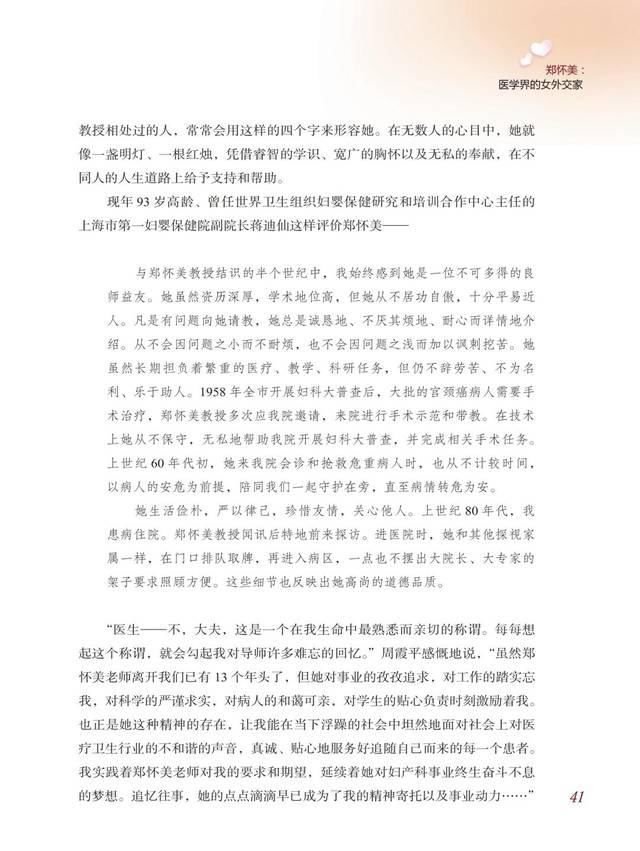 郑怀美：
医学界的女外交家
教授相处过的人，常常会用这样的四个字来形容她。在无数人的心目中，她就
像一盏明灯、一根红烛，凭借睿智的学识、宽广的胸怀以及无私的奉献，在不
同人的人生道路上给予支持和帮助。
现年 93 岁高龄、曾任世界卫生组织妇婴保健研究和培训合作中心主任的
上海市第一妇婴保健院副院长蒋迪仙这样评价郑怀美——
与郑怀美教授结识的半个世纪中，我始终感到她是一位不可多得的良
师益友。她虽然资历深厚，学术地位高，但她从不居功自傲，十分平易近
人。凡是有问题向她请教，她总是诚恳地、不厌其烦地、耐心而详情地介
绍。从不会因问题之小而不耐烦，也不会因问题之浅而加以讽刺挖苦。她
虽然长期担负着繁重的医疗、教学、科研任务，但仍不辞劳苦、不为名
利、乐于助人。1958 年全市开展妇科大普查后，大批的宫颈癌病人需要手
术治疗，郑怀美教授多次应我院邀请，来院进行手术示范和带教。在技术
上她从不保守，无私地帮助我院开展妇科大普查，并完成相关手术任务。
上世纪 60 年代初，她来我院会诊和抢救危重病人时，也从不计较时间，
以病人的安危为前提，陪同我们一起守护在旁，直至病情转危为安。
她生活俭朴，严以律己，珍惜友情，关心他人。上世纪 80 年代，我
患病住院。郑怀美教授闻讯后特地前来探访。进医院时，她和其他探视家
属一样，在门口排队取牌，再进入病区，一点也不摆出大院长、大专家的
架子要求照顾方便。这些细节也反映出她高尚的道德品质。
“医生——不，大夫，这是一个在我生命中最熟悉而亲切的称谓。每每想
起这个称谓，就会勾起我对导师许多难忘的回忆。”周霞平感慨地说，“虽然郑
怀美老师离开我们已有 13 个年头了，但她对事业的孜孜追求，对工作的踏实忘
我，对科学的严谨求实，对病人的和蔼可亲，对学生的贴心负责时刻激励着我。
也正是她这种精神的存在，让我能在当下浮躁的社会中坦然地面对社会上对医
疗卫生行业的不和谐的声音，真诚、贴心地服务好追随自己而来的每一个患者。
我实践着郑怀美老师对我的要求和期望，延续着她对妇产科事业终生奋斗不息
的梦想。追忆往事，她的点点滴滴早已成为了我的精神寄托以及事业动力……”
41